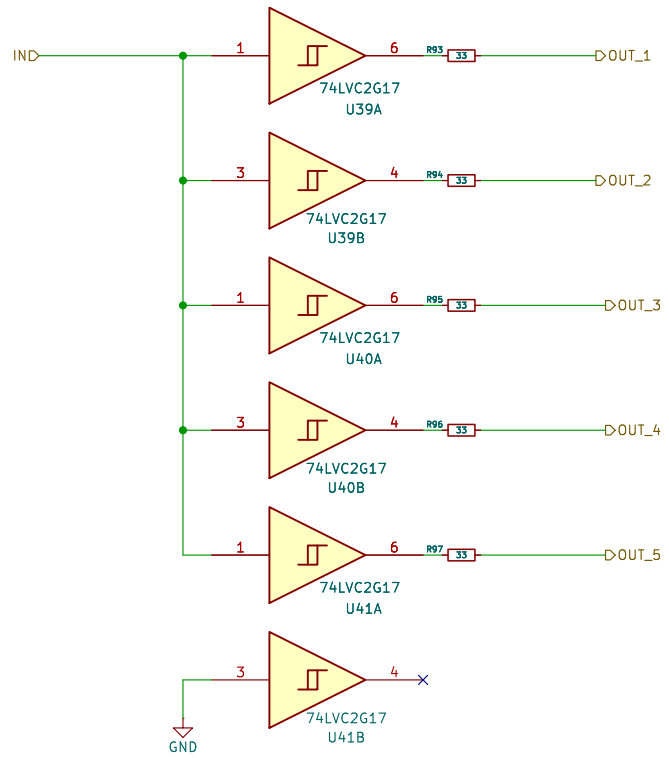 IN
1
6
R93
33
OUT_1
74LVC2G17
U39A
3
4
R94
33
OUT_2
74LVC2G17
U39B
1
6
R95
33
OUT_3
74LVC2G17
U40A
3
4
R96
33
OUT_4
74LVC2G17
U40B
1
6
R97
33
OUT_5
74LVC2G17
U41A
3
4
74LVC2G17
U41B
GND